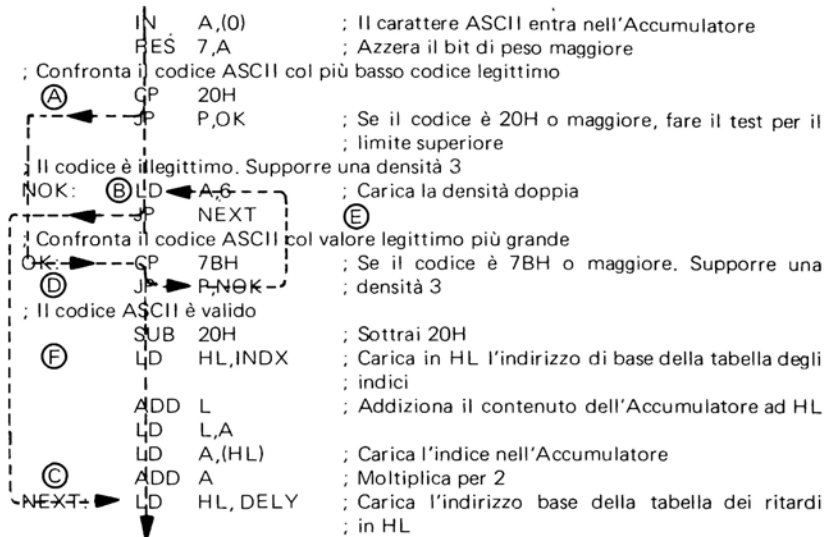 IN A,(0) ; Il carattere ASCII entra nell'Accumulatore
RES 7,A ; Azzera il bit di peso maggiore
; Confronta il codice ASCII col più basso codice legittimo
A CP 20H
JP P,OK ; Se il codice è 20H o maggiore, fare il test per il
; limite superiore
; Il codice è illegittimo. Supporre una densità 3
NOK: B LD A,6 ; Carica la densità doppia
JP NEXT E
; Confronta il codice ASCII col valore legittimo più grande
OK: CP 7BH ; Se il codice è 7BH o maggiore. Supporre una
D JP P,NOK ; densità 3
; Il codice ASCII è valido
SUB 20H ; Sottrai 20H
F LD HL,INDX ; Carica in HL l'indirizzo di base della tabella degli
; indici
ADD L ; Addiziona il contenuto dell'Accumulatore ad HL
LD L,A
LD A,(HL) ; Carica l'indice nell'Accumulatore
C ADD A ; Moltiplica per 2
NEXT: LD HL, DELY ; Carica l'indirizzo base della tabella dei ritardi
; in HL